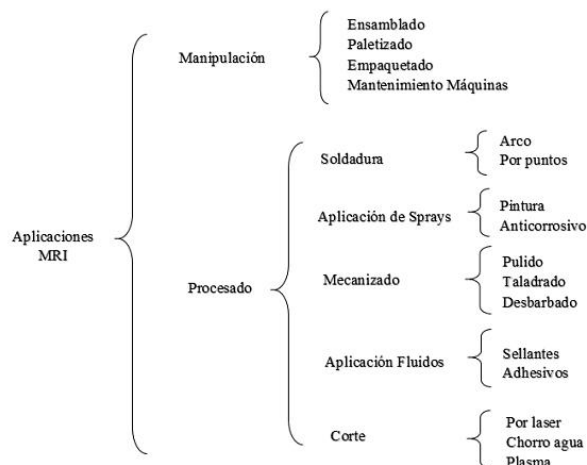 Aplicaciones
MRI
Manipulación
Ensamblado
Paletizado
Empaquetado
Mantenimiento Máquinas
Procesado
Soldadura
Arco
Por puntos
Aplicación de Sprays
Pintura
Anticorrosivo
Mecanizado
Pulido
Taladrado
Desbarbado
Aplicación Fluidos
Sellantes
Adhesivos
Corte
Por laser
Chorro agua
Plasma